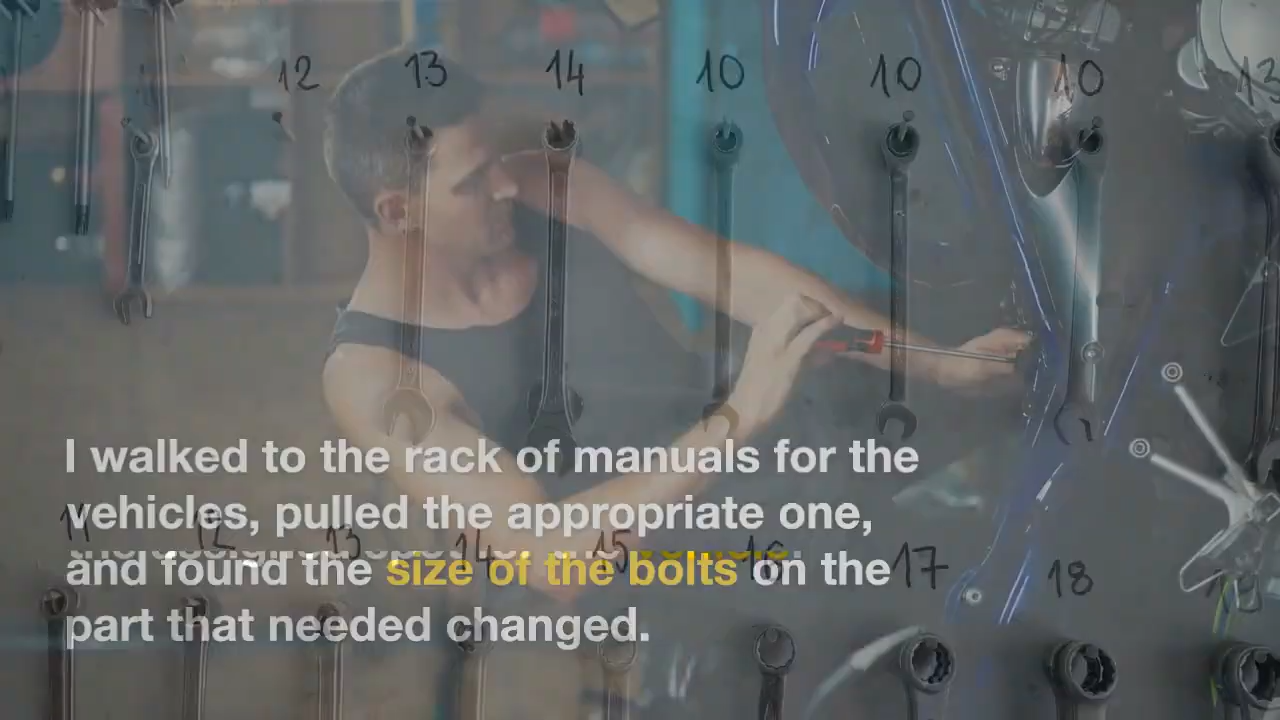 12 13 14 10 10 10 13
I walked to the rack of manuals for the
vehicles, pulled the appropriate one,
and found the size of the bolts on the
part that needed changed.
11 12 13 14 15 16 17 18